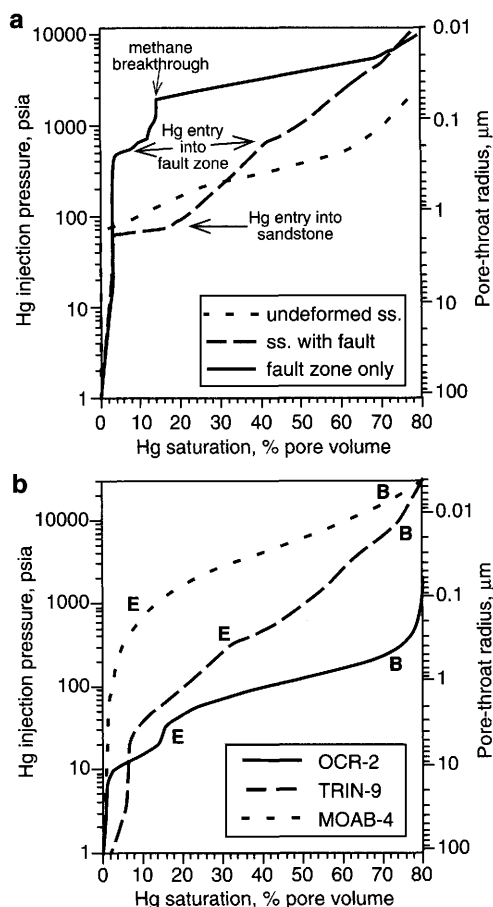 a
10000
1000
100
10
1
Hg injection pressure, psia
methane
breakthrough
Hg entry
into
fault zone
Hg entry into
sandstone
undeformed ss.
ss. with fault
fault zone only
0.01
0.1
1
10
100
Pore-throat radius, µm
0 10 20 30 40 50 60 70 80
Hg saturation, % pore volume
b
10000
1000
100
10
1
Hg injection pressure, psia
B
B
E
E
B
E
OCR-2
TRIN-9
MOAB-4
0.01
0.1
1
10
100
Pore-throat radius, µm
0 10 20 30 40 50 60 70 80
Hg saturation, % pore volume